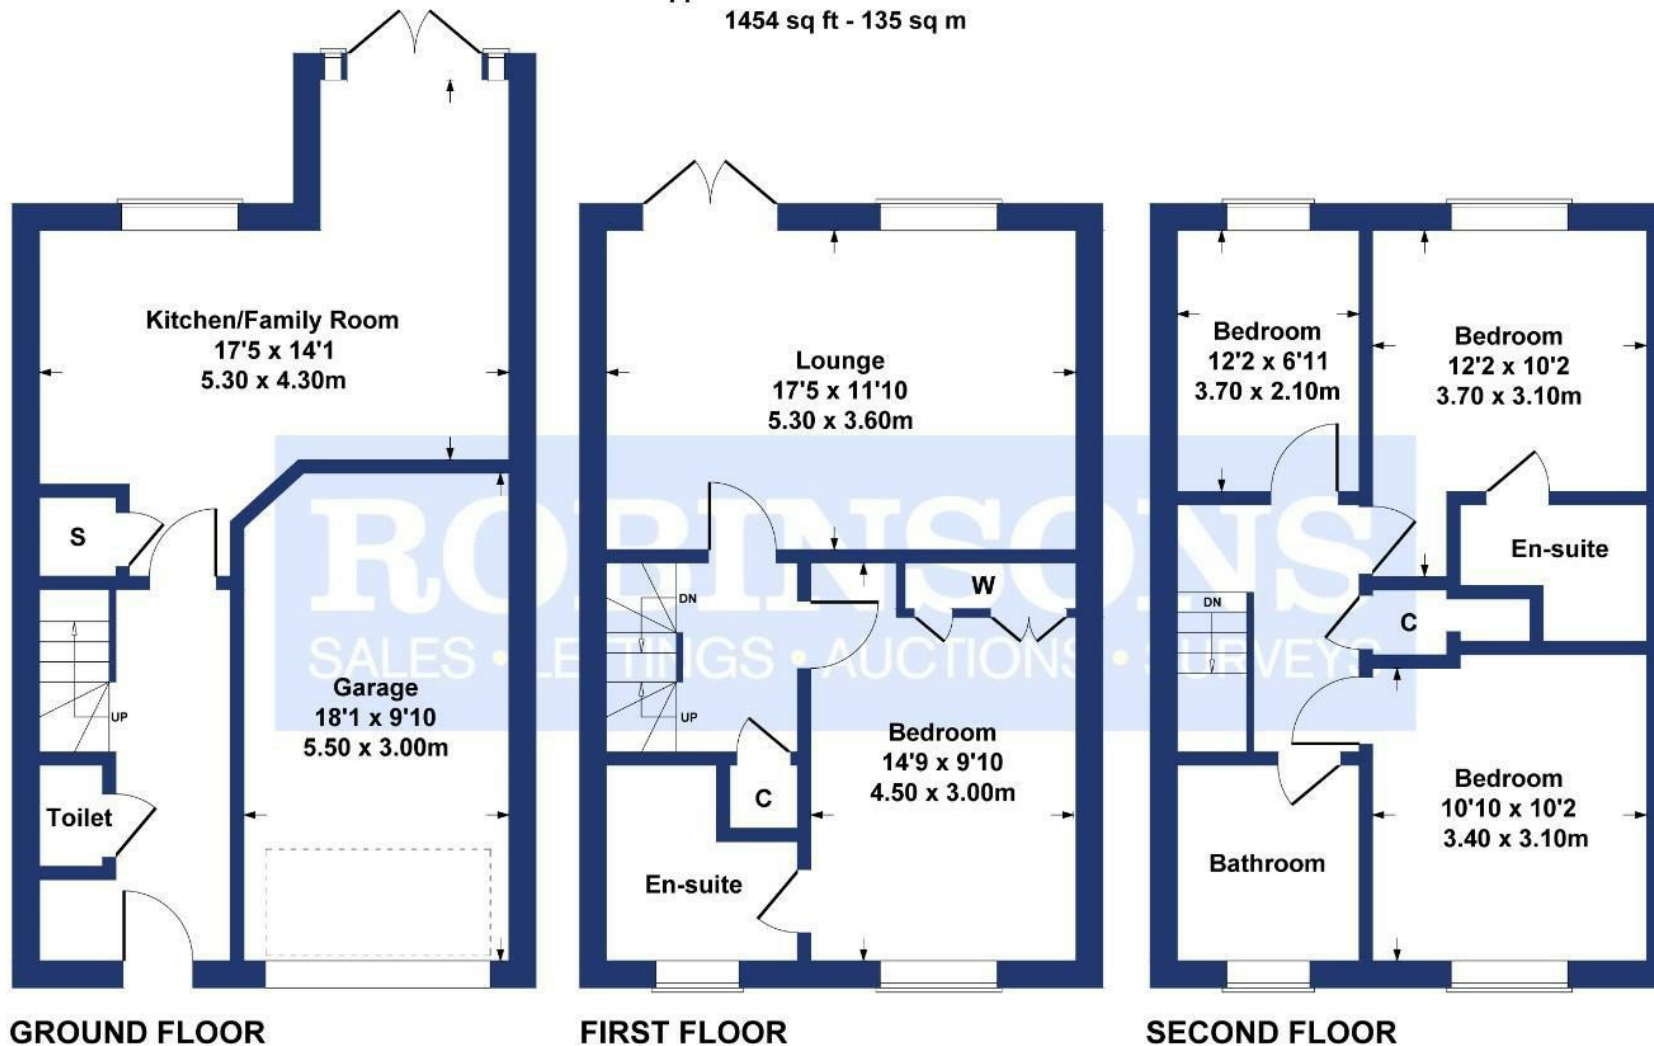 1454 sq ft - 135 sq m
Kitchen/Family Room
17'5 x 14'1
5.30 x 4.30m
S
UP
Toilet
Garage
18'1 x 9'10
5.50 x 3.00m
GROUND FLOOR
Lounge
17'5 x 11'10
5.30 x 3.60m
DN
UP
W
C
Bedroom
14'9 x 9'10
4.50 x 3.00m
En-suite
FIRST FLOOR
Bedroom
12'2 x 6'11
3.70 x 2.10m
Bedroom
12'2 x 10'2
3.70 x 3.10m
En-suite
DN
C
Bedroom
10'10 x 10'2
3.40 x 3.10m
Bathroom
SECOND FLOOR
ROBINSONS
SALES • LETTINGS • AUCTIONS • SURVEYS